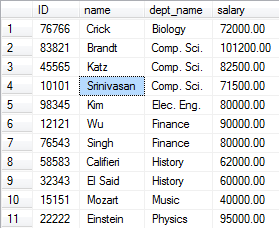 ID name dept_name salary
1 76766 Crick Biology 72000.00
2 83821 Brandt Comp. Sci. 101200.00
3 45565 Katz Comp. Sci. 82500.00
4 10101 Srinivasan Comp. Sci. 71500.00
5 98345 Kim Elec. Eng. 80000.00
6 12121 Wu Finance 90000.00
7 76543 Singh Finance 80000.00
8 58583 Califieri History 62000.00
9 32343 El Said History 60000.00
10 15151 Mozart Music 40000.00
11 22222 Einstein Physics 95000.00